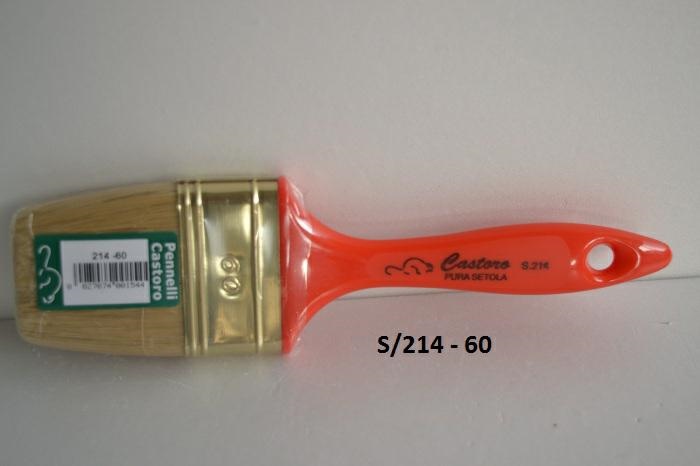 214 -60
8 027674 001544
Pennelli
Castoro
60
Castoro S.214
PURA SETOLA
S/214 - 60